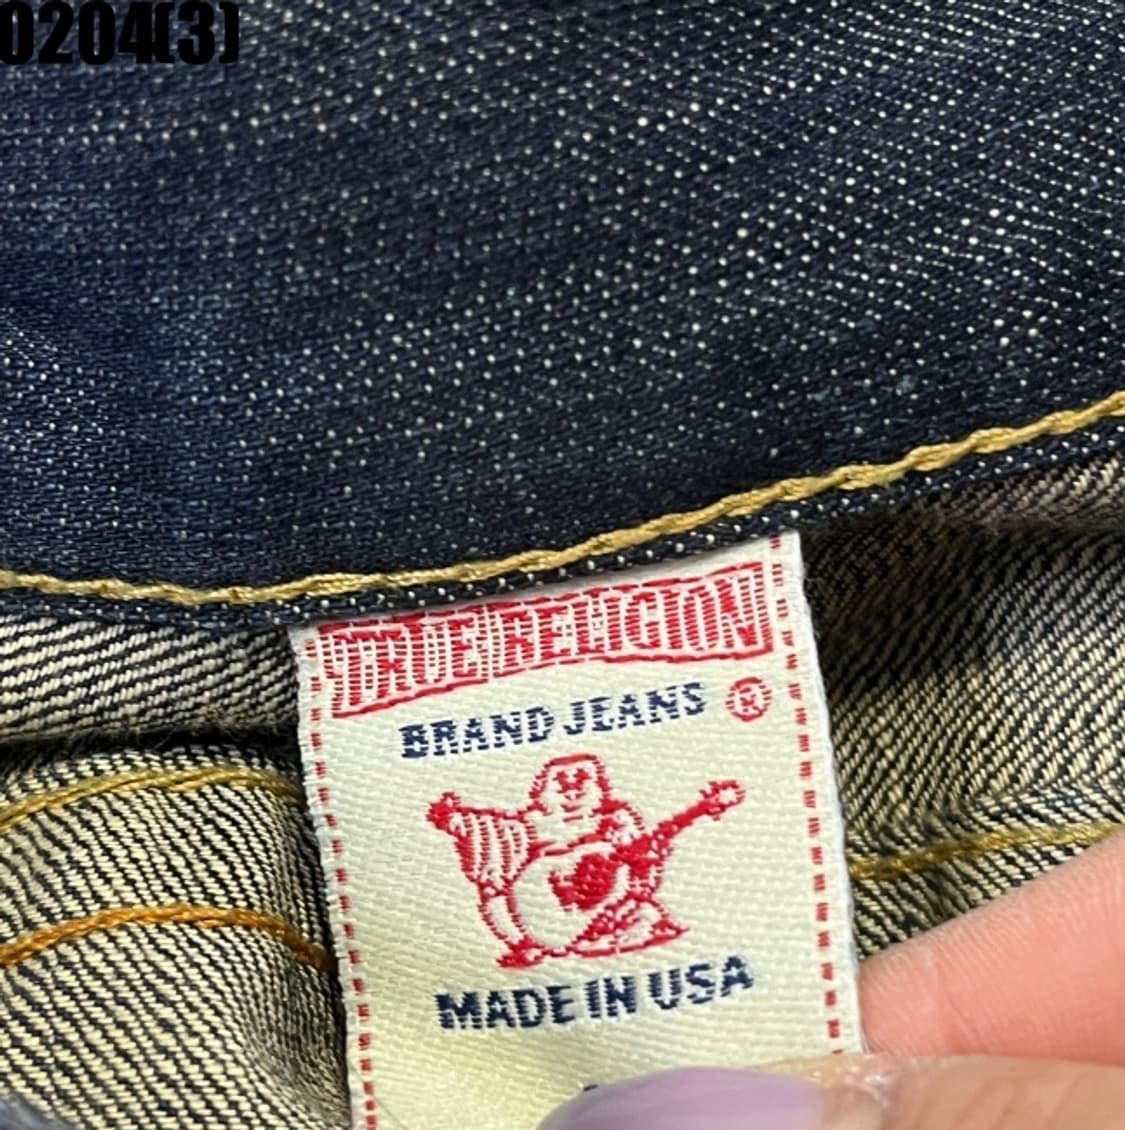 0204(3)
TRUE RELIGION
BRAND JEANS ®
MADE IN USA